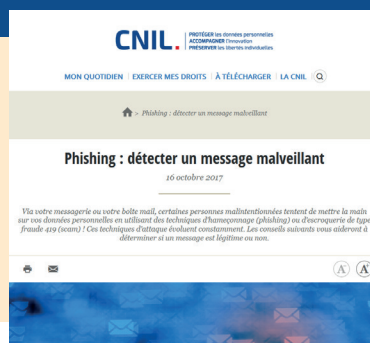 CNIL.
PROTÉGER les données personnelles
ACCOMPAGNER l'innovation
PRÉSERVER les libertés individuelles
MON QUOTIDIEN | EXERCER MES DROITS | À TÉLÉCHARGER | LA CNIL
> Phishing : détecter un message malveillant
Phishing : détecter un message malveillant
16 octobre 2017
Via votre messagerie ou votre boîte mail, certaines personnes malintentionnées tentent de mettre la main
sur vos données personnelles en utilisant des techniques d'hameçonnage (phishing) ou d'escroquerie de type
fraude 419 (scam) ! Ces techniques d'attaque évoluent constamment. Les conseils suivants vous aideront à
déterminer si un message est légitime ou non.
A A